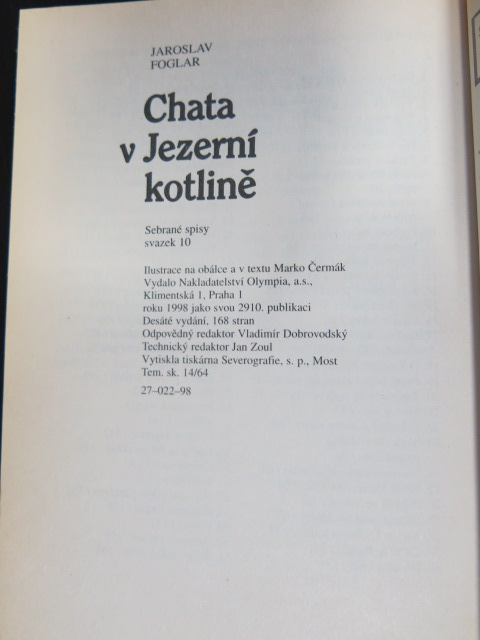 JAROSLAV
FOGLAR
Chata
v Jezerní
kotlině
Sebrané spisy
svazek 10
Ilustrace na obálce a v textu Marko Čermák
Vydalo Nakladatelství Olympia, a.s.,
Klimentská 1, Praha 1
roku 1998 jako svou 2910. publikaci
Desáté vydání, 168 stran
Odpovědný redaktor Vladimír Dobrovodský
Technický redaktor Jan Zoul
Vytiskla tiskárna Severografie, s. p., Most
Tem. sk. 14/64
27–022–98